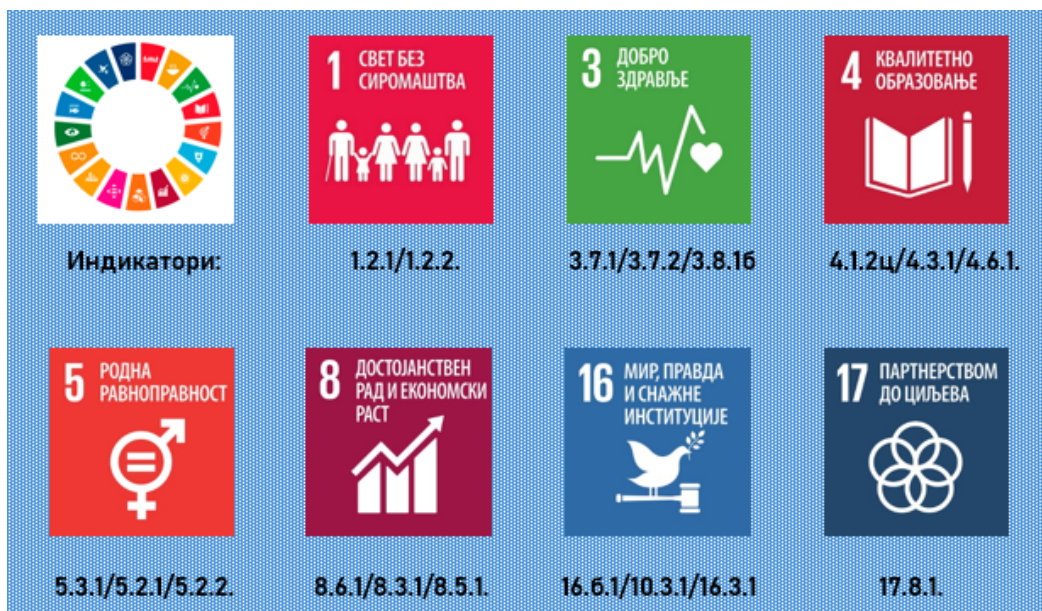 1 СВЕТ БЕЗ
СИРОМАШТВА
3 ДОБРО
ЗДРАВЉЕ
4 КВАЛИТЕТНО
ОБРАЗОВАЊЕ
Индикатори:
1.2.1/1.2.2.
3.7.1/3.7.2/3.8.1б
4.1.2ц/4.3.1/4.6.1.
5 РОДНА
РАВНОПРАВНОСТ
8 ДОСТОЈАНСТВЕН
РАД И ЕКОНОМСКИ
РАСТ
16 МИР, ПРАВДА
И СНАЖНЕ
ИНСТИТУЦИЈЕ
17 ПАРТНЕРСТВОМ
ДО ЦИЉЕВА
5.3.1/5.2.1/5.2.2.
8.6.1/8.3.1/8.5.1.
16.б.1/10.3.1/16.3.1
17.8.1.